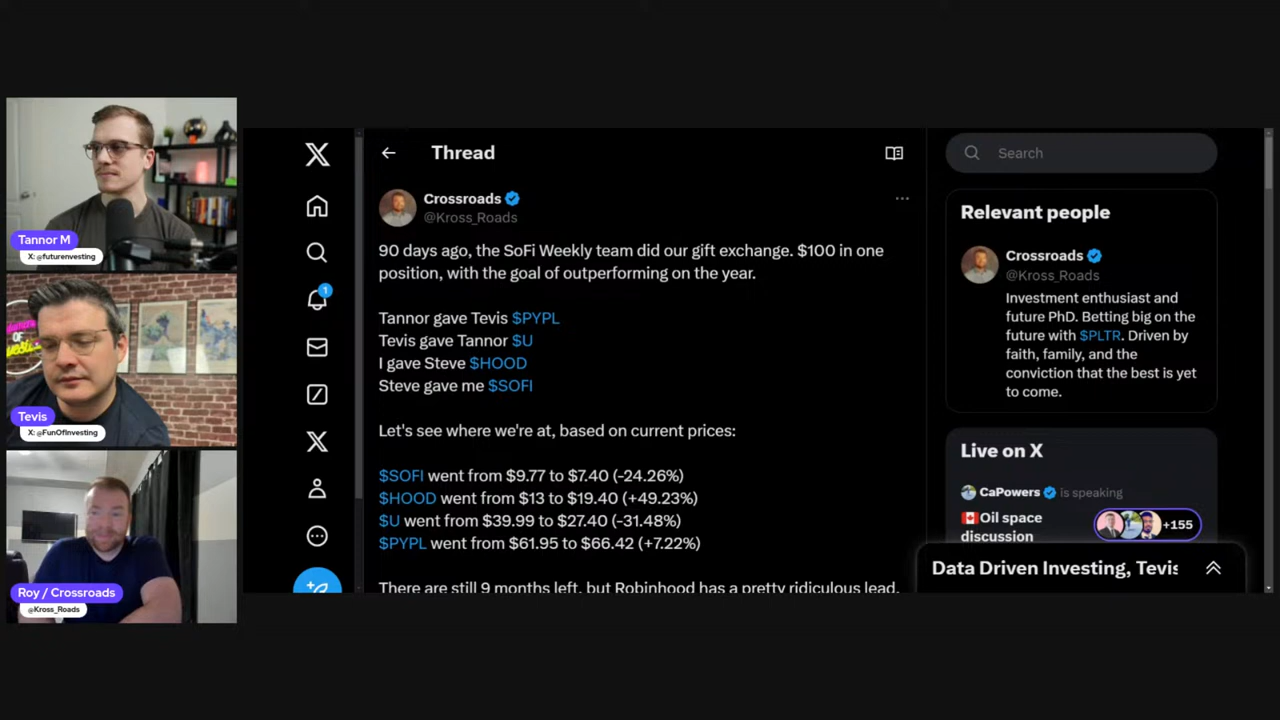 Tannor M
X: @futurenvesting
OF
Tevis
X: @FunOfInvesting
Roy / Crossroads
@Kross_Roads
Thread
Crossroads
@Kross_Roads
90 days ago, the SoFi Weekly team did our gift exchange. $100 in one
position, with the goal of outperforming on the year.
Tannor gave Tevis $PYPL
Tevis gave Tannor $U
I gave Steve $HOOD
Steve gave me $SOFI
Let's see where we're at, based on current prices:
$SOFI went from $9.77 to $7.40 (-24.26%)
$HOOD went from $13 to $19.40 (+49.23%)
$U went from $39.99 to $27.40 (-31.48%)
$PYPL went from $61.95 to $66.42 (+7.22%)
There are still 9 months left, but Robinhood has a pretty ridiculous lead.
1
Search
Relevant people
Crossroads
@Kross_Roads
Investment enthusiast and
future PhD. Betting big on the
future with $PLTR. Driven by
faith, family, and the
conviction that the best is yet
to come.
Live on X
CaPowers is speaking
🇨🇦Oil space
discussion
+155
Data Driven Investing, Tevis